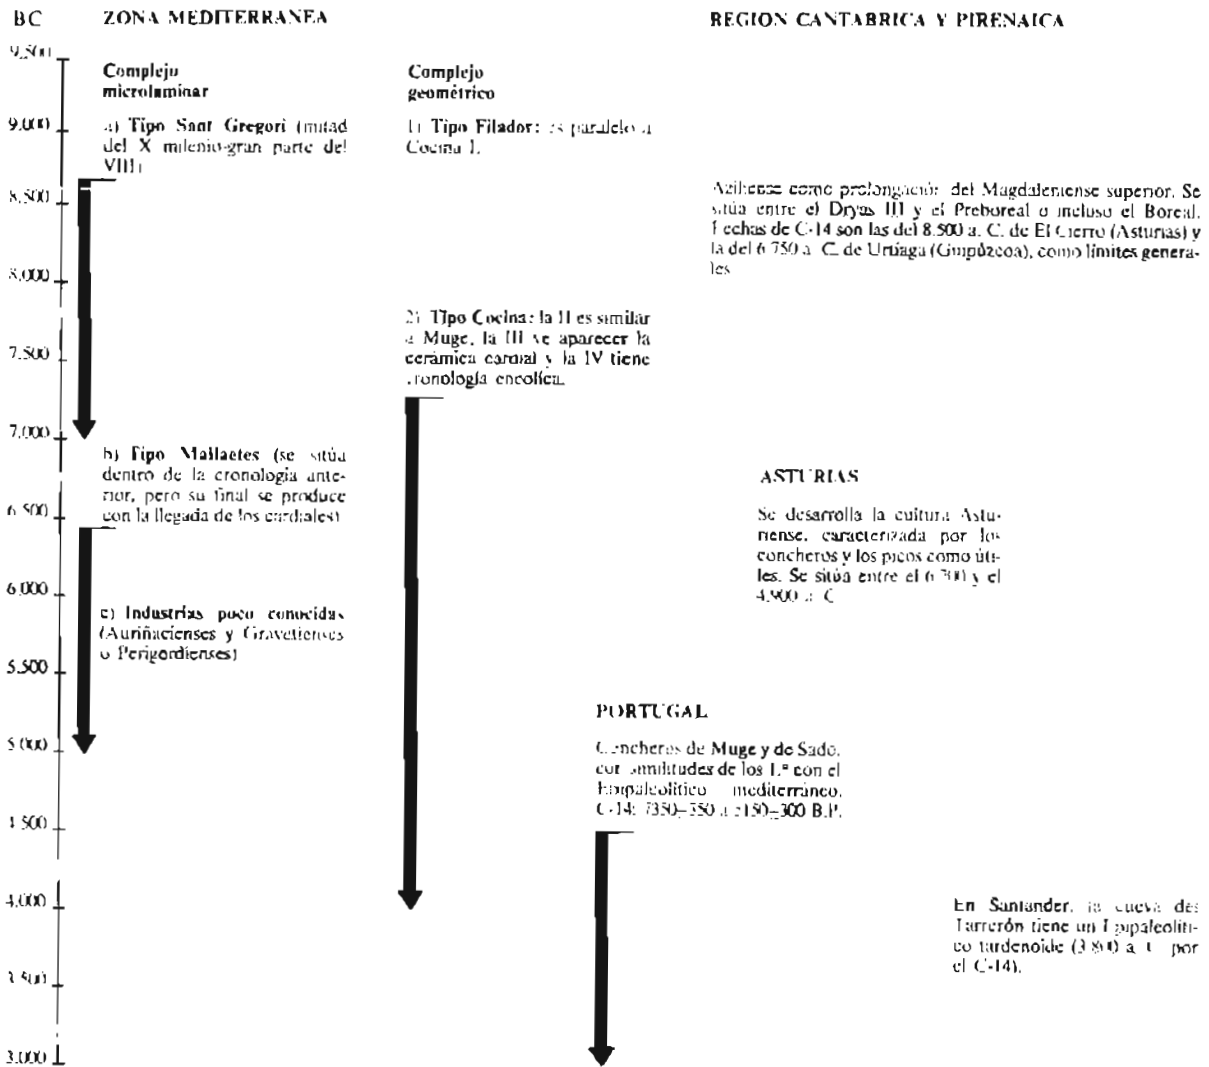 BC
ZONA MEDITERRANEA
REGION CANTABRICA Y PIRENAICA
9.500
9.000
8.500
8.000
7.500
7.000
6.500
6.000
5.500
5.000
4.500
4.000
3.500
3.000
Complejo
microlaminar
a) Tipo Sant Gregori (mitad
del X milenio-gran parte del
VIII)
b) Tipo Mallaetes (se sitúa
dentro de la cronología ante-
rior, pero su final se produce
con la llegada de los cardiales)
c) Industrias poco conocidas
(Auriñacienses y Gravetienses
o Perigordienses)
Complejo
geométrico
1) Tipo Filador: es paralelo a
Cocina I.
2) Tipo Cocina: la II es similar
a Muge, la III ve aparecer la
cerámica cardial y la IV tiene
cronología eneolica.
Aziliense como prolongación del Magdaleniense superior. Se
sitúa entre el Dryas III y el Preboreal o incluso el Boreal.
Fechas de C-14 son las del 8.500 a. C. de El Cierro (Asturias) y
la del 6.750 a. C. de Urtiaga (Guipúzcoa), como límites genera-
les
ASTURIAS
Se desarrolla la cultura Astu-
riense, caracterizada por los
concheros y los picos como úti-
les. Se sitúa entre el y el
4.900 a. C
PORTUGAL
Concheros de Muge y de Sado,
con similitudes de los 1.º con el
Epipaleolítico mediterráneo.
C-14: 7350±350 a B.P.
En Santander, la cueva del
Tarrerón tiene un Epipaleolíti-
co tardenoide (3.800 a. C. por
el C-14).